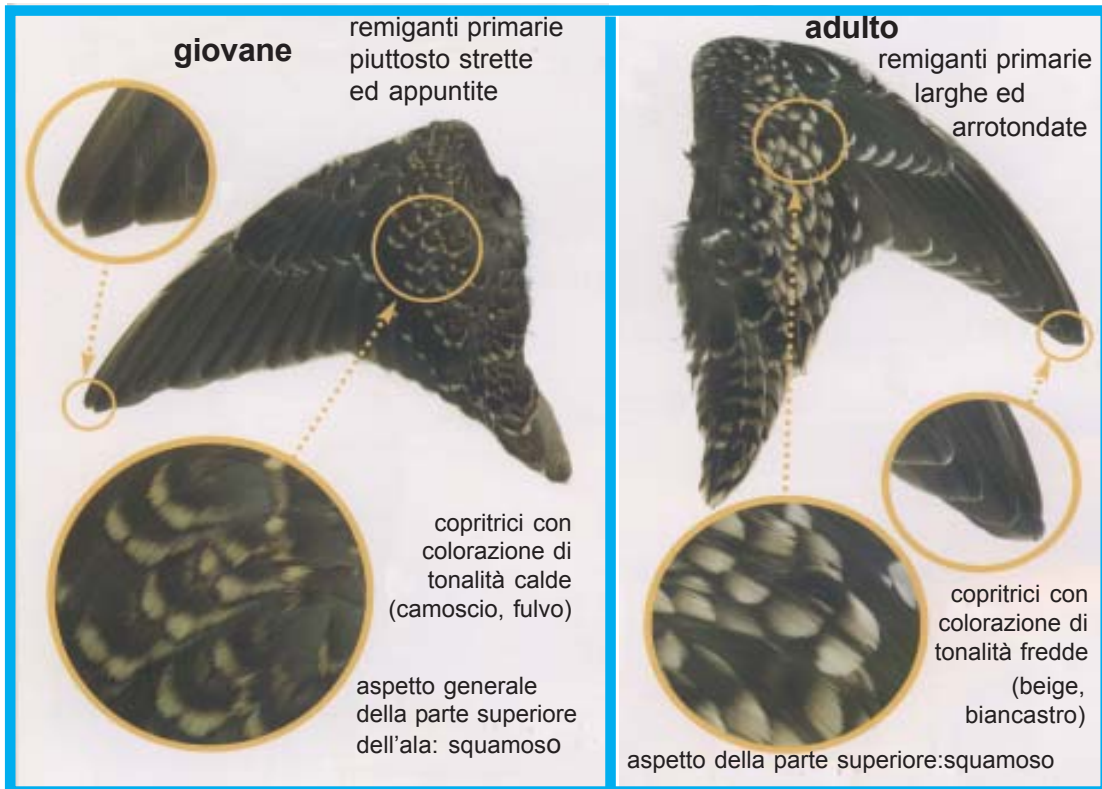 giovane
remiganti primarie
piuttosto strette
ed appuntite
copritrici con
colorazione di
tonalità calde
(camoscio, fulvo)
aspetto generale
della parte superiore
dell'ala: squamoso
adulto
remiganti primarie
larghe ed
arrotondate
copritrici con
colorazione di
tonalità fredde
(beige,
biancastro)
aspetto della parte superiore:squamoso